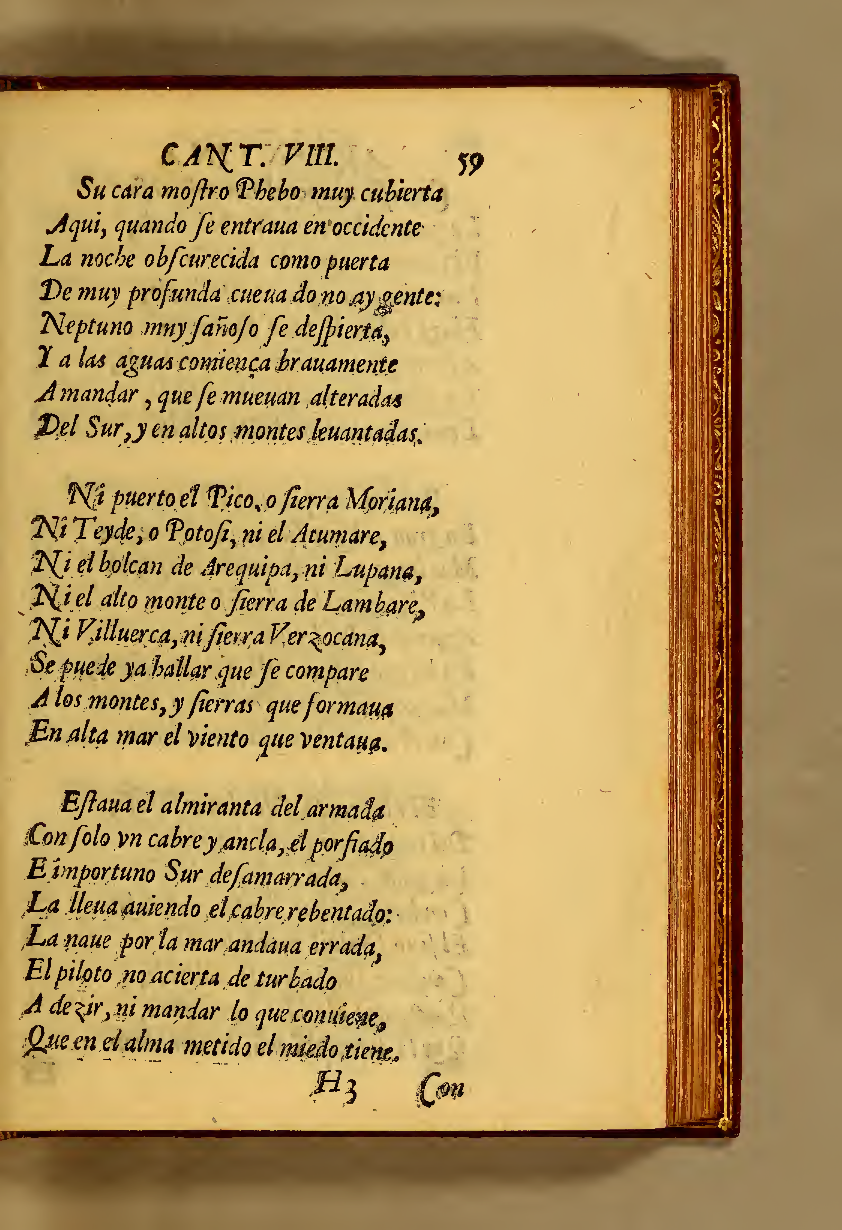 CANT. VIII. 59
Su cara moſtro Phebo muy cubierta
Aqui, quando ſe entraua en occidente
La noche obſcurecida como puerta
De muy profunda cueua do no ay gente:
Neptuno muy ſañoſo ſe deſpierta,
Y a las aguas comiença brauamente
A mandar, que ſe mueuan alteradas
Del Sur, y en altos montes leuantadas.
Ni puerto el Pico, o ſierra Moriana,
Ni Teyde, o Potoſi, ni el Atumare,
Ni el bolcan de Arequipa, ni Lupana,
Ni el alto monte o ſierra de Lambare,
Ni Villuerca, ni ſierra Verzocana,
Se puede ya hallar que ſe compare
A los montes, y ſierras que formaua
En alta mar el viento que ventaua.
Eſtaua el almiranta del armada
Con ſolo vn cabre y ancla, el porfiado
E importuno Sur deſamarrada,
La lleua auiendo el cabre rebentado:
La naue por la mar andaua errada,
El piloto no acierta de turbado
A dezir, ni mandar lo que conuiene,
Que en el alma metido el miedo tiene.
H3 Con